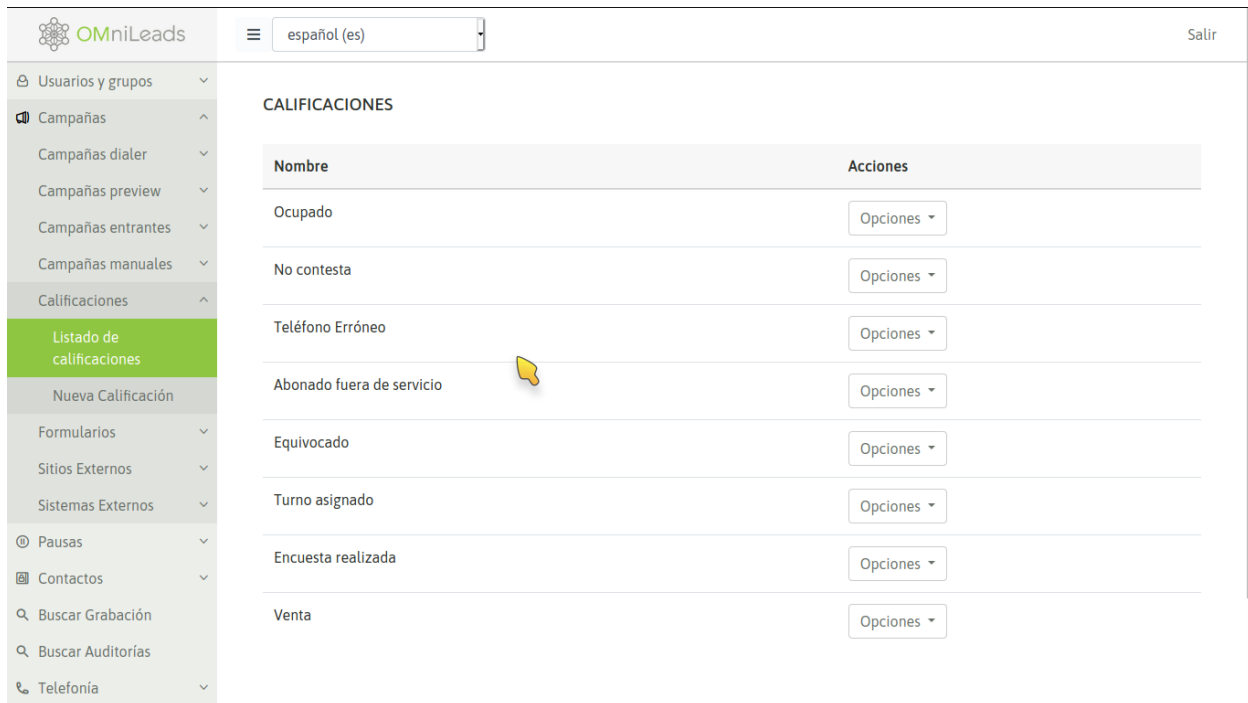 OMniLeads
español (es)
Salir
Usuarios y grupos
Campañas
Campañas dialer
Campañas preview
Campañas entrantes
Campañas manuales
Calificaciones
Listado de
calificaciones
Nueva Calificación
Formularios
Sitios Externos
Sistemas Externos
Pausas
Contactos
Buscar Grabación
Buscar Auditorías
Telefonía
CALIFICACIONES
Nombre Acciones
Ocupado Opciones
No contesta Opciones
Teléfono Erróneo Opciones
Abonado fuera de servicio Opciones
Equivocado Opciones
Turno asignado Opciones
Encuesta realizada Opciones
Venta Opciones